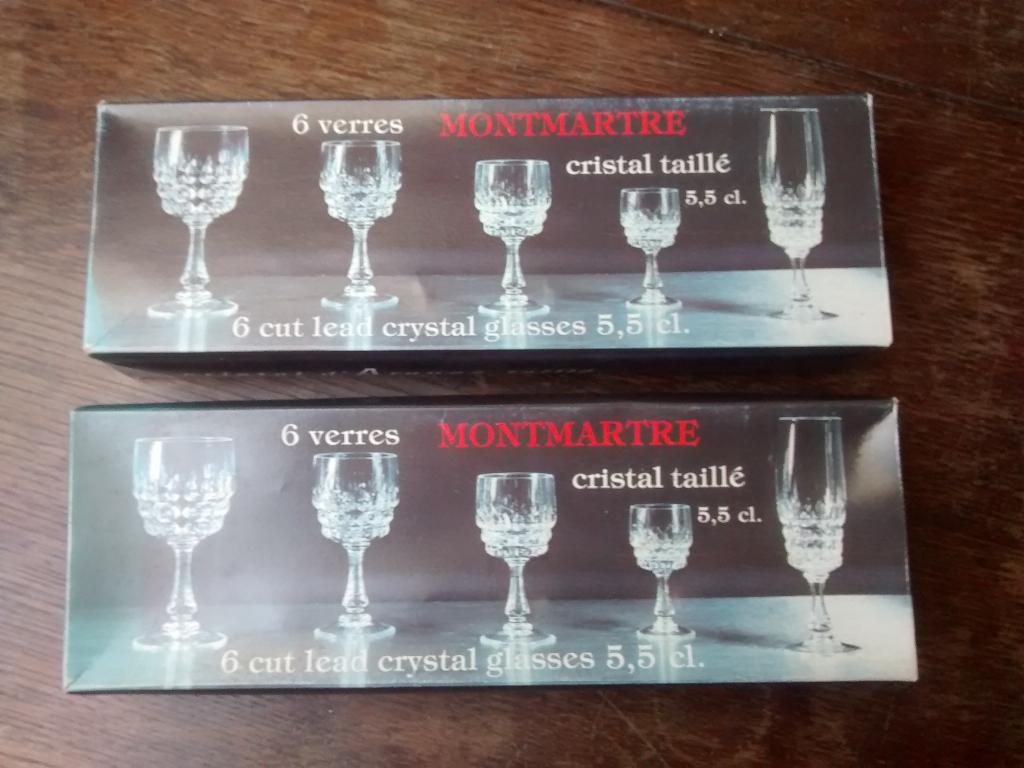 6 verres MONTMARTRE
cristal taillé
5,5 cl.
6 cut lead crystal glasses 5,5 cl.
6 verres MONTMARTRE
cristal taillé
5,5 cl.
6 cut lead crystal glasses 5,5 cl.